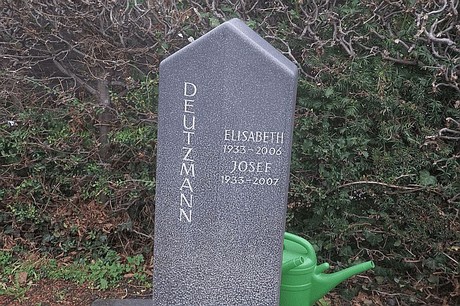 DEUTZMANN
ELISABETH
1933-2006
JOSEF
1933-2007